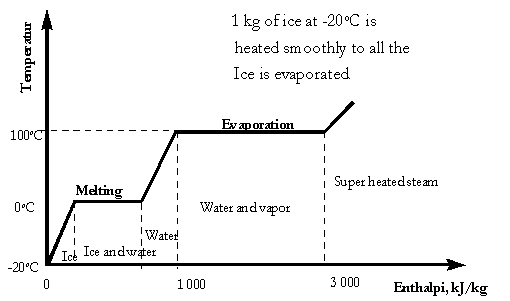 1 kg of ice at -20°C is
heated smoothly to all the
Ice is evaporated
Temperatur
Evaporation
100°C
Melting
Super heated steam
0°C
Water and vapor
Water
Ice
Ice and water
-20°C
0
1 000
3 000
Enthalpi, kJ/kg